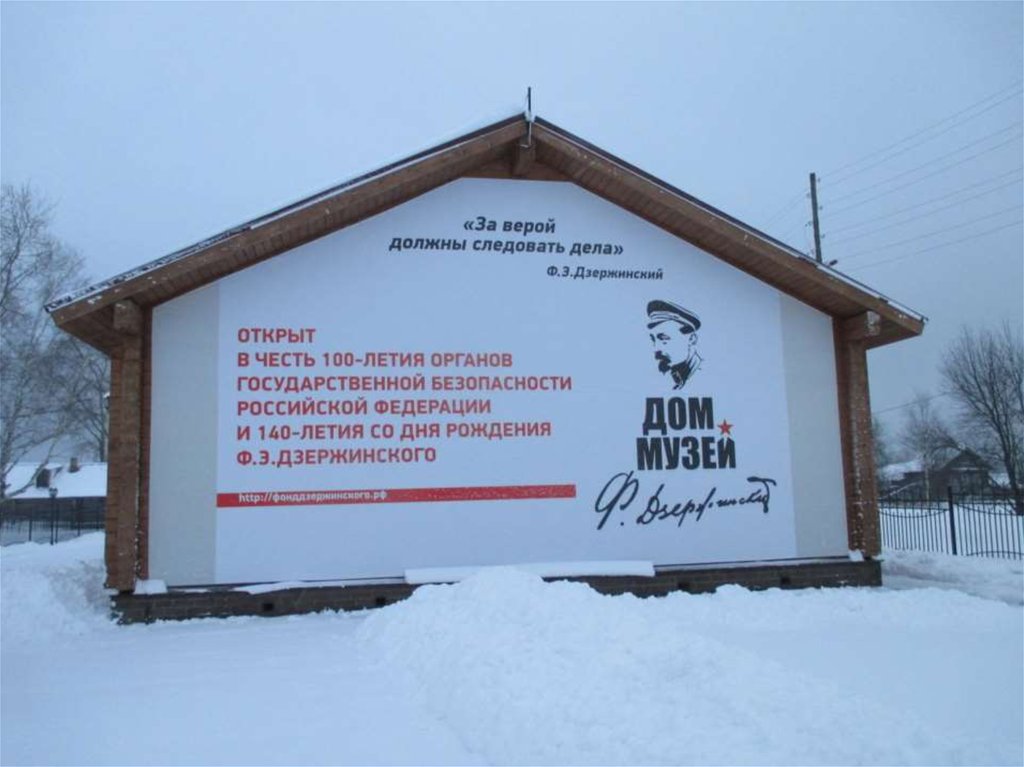 «За верой
должны следовать дела»
Ф.Э.Дзержинский
ОТКРЫТ
В ЧЕСТЬ 100-ЛЕТИЯ ОРГАНОВ
ГОСУДАРСТВЕННОЙ БЕЗОПАСНОСТИ
РОССИЙСКОЙ ФЕДЕРАЦИИ
И 140-ЛЕТИЯ СО ДНЯ РОЖДЕНИЯ
Ф.Э.ДЗЕРЖИНСКОГО
http://фонддзержинского.рф
ДОМ
МУЗЕЙ
Ф. Дзержинский